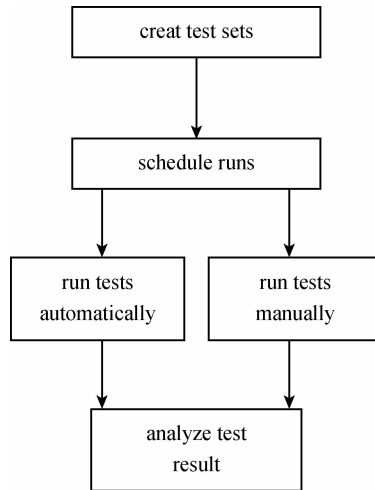 creat test sets
schedule runs
run tests
automatically
run tests
manually
analyze test
result